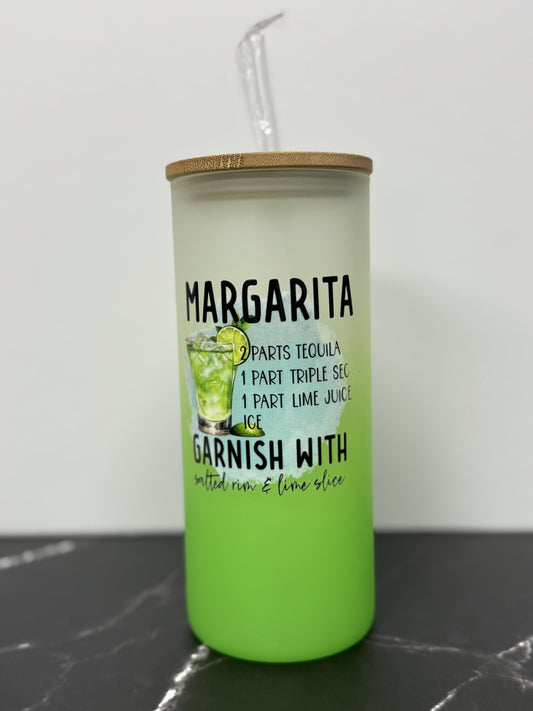 MARGARITA
2 PARTS TEQUILA
1 PART TRIPLE SEC
1 PART LIME JUICE
ICE
GARNISH WITH
salted rim & lime slice